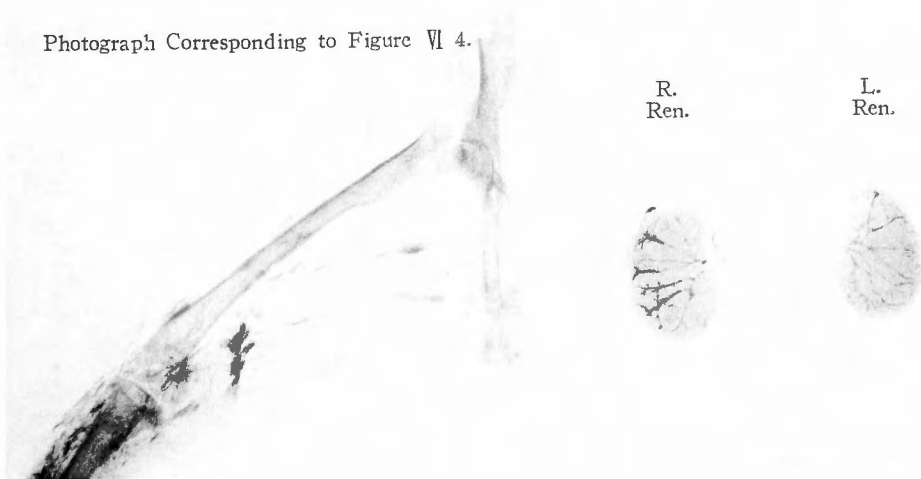 Photograph Corresponding to Figure Ⅵ 4.
R.
Ren.
L.
Ren.